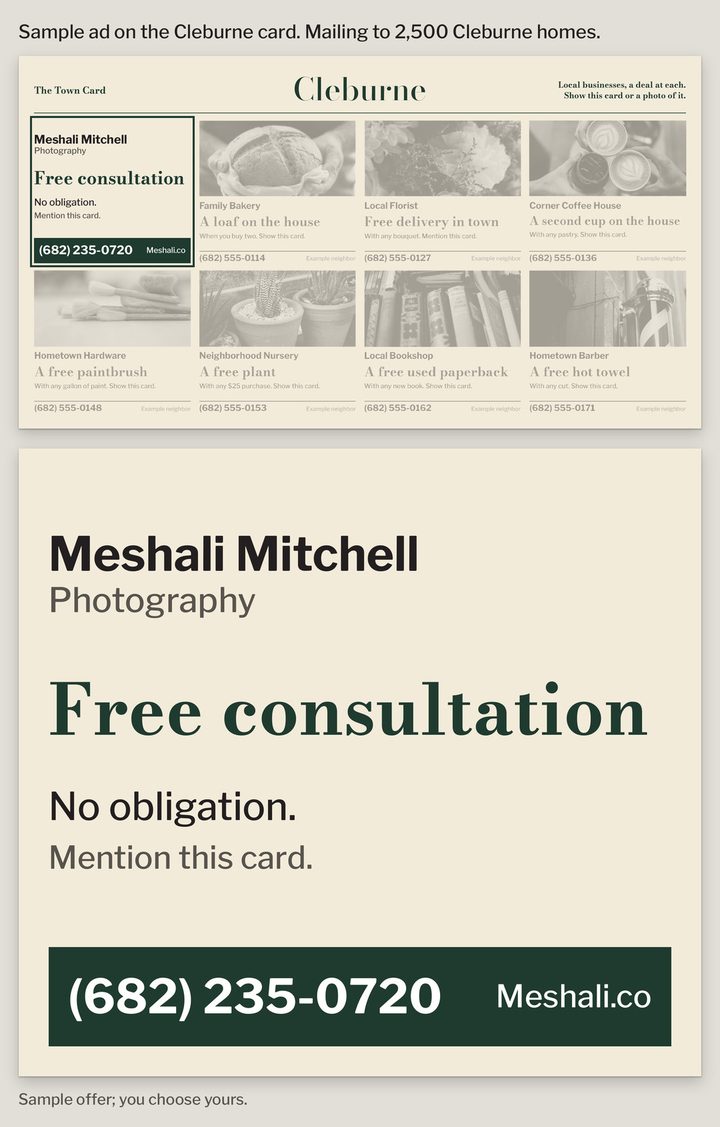 Sample ad on the Cleburne card. Mailing to 2,500 Cleburne homes.
The Town Card
Cleburne
Local businesses, a deal at each.
Show this card or a photo of it.
Meshali Mitchell
Photography
Free consultation
No obligation.
Mention this card.
(682) 235-0720 Meshali.co
Family Bakery
A loaf on the house
When you buy two. Show this card.
(682) 555-0114 Example neighbor
Local Florist
Free delivery in town
With any bouquet. Mention this card.
(682) 555-0127 Example neighbor
Corner Coffee House
A second cup on the house
With any pastry. Show this card.
(682) 555-0136 Example neighbor
Hometown Hardware
A free paintbrush
With any gallon of paint. Show this card.
(682) 555-0148 Example neighbor
Neighborhood Nursery
A free plant
With any $25 purchase. Show this card.
(682) 555-0153 Example neighbor
Local Bookshop
A free used paperback
With any new book. Show this card.
(682) 555-0162 Example neighbor
Hometown Barber
A free hot towel
With any cut. Show this card.
(682) 555-0171 Example neighbor
Meshali Mitchell
Photography
Free consultation
No obligation.
Mention this card.
(682) 235-0720 Meshali.co
Sample offer; you choose yours.